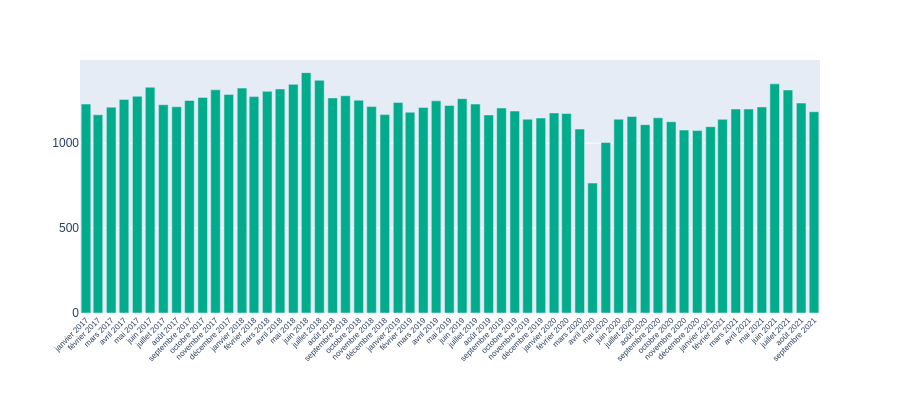 1000
500
0
janvier 2017
février 2017
mars 2017
avril 2017
mai 2017
juin 2017
juillet 2017
août 2017
septembre 2017
octobre 2017
novembre 2017
décembre 2017
janvier 2018
février 2018
mars 2018
avril 2018
mai 2018
juin 2018
juillet 2018
août 2018
septembre 2018
octobre 2018
novembre 2018
décembre 2018
janvier 2019
février 2019
mars 2019
avril 2019
mai 2019
juin 2019
juillet 2019
août 2019
septembre 2019
octobre 2019
novembre 2019
décembre 2019
janvier 2020
février 2020
mars 2020
avril 2020
mai 2020
juin 2020
juillet 2020
août 2020
septembre 2020
octobre 2020
novembre 2020
décembre 2020
janvier 2021
février 2021
mars 2021
avril 2021
mai 2021
juin 2021
juillet 2021
août 2021
septembre 2021